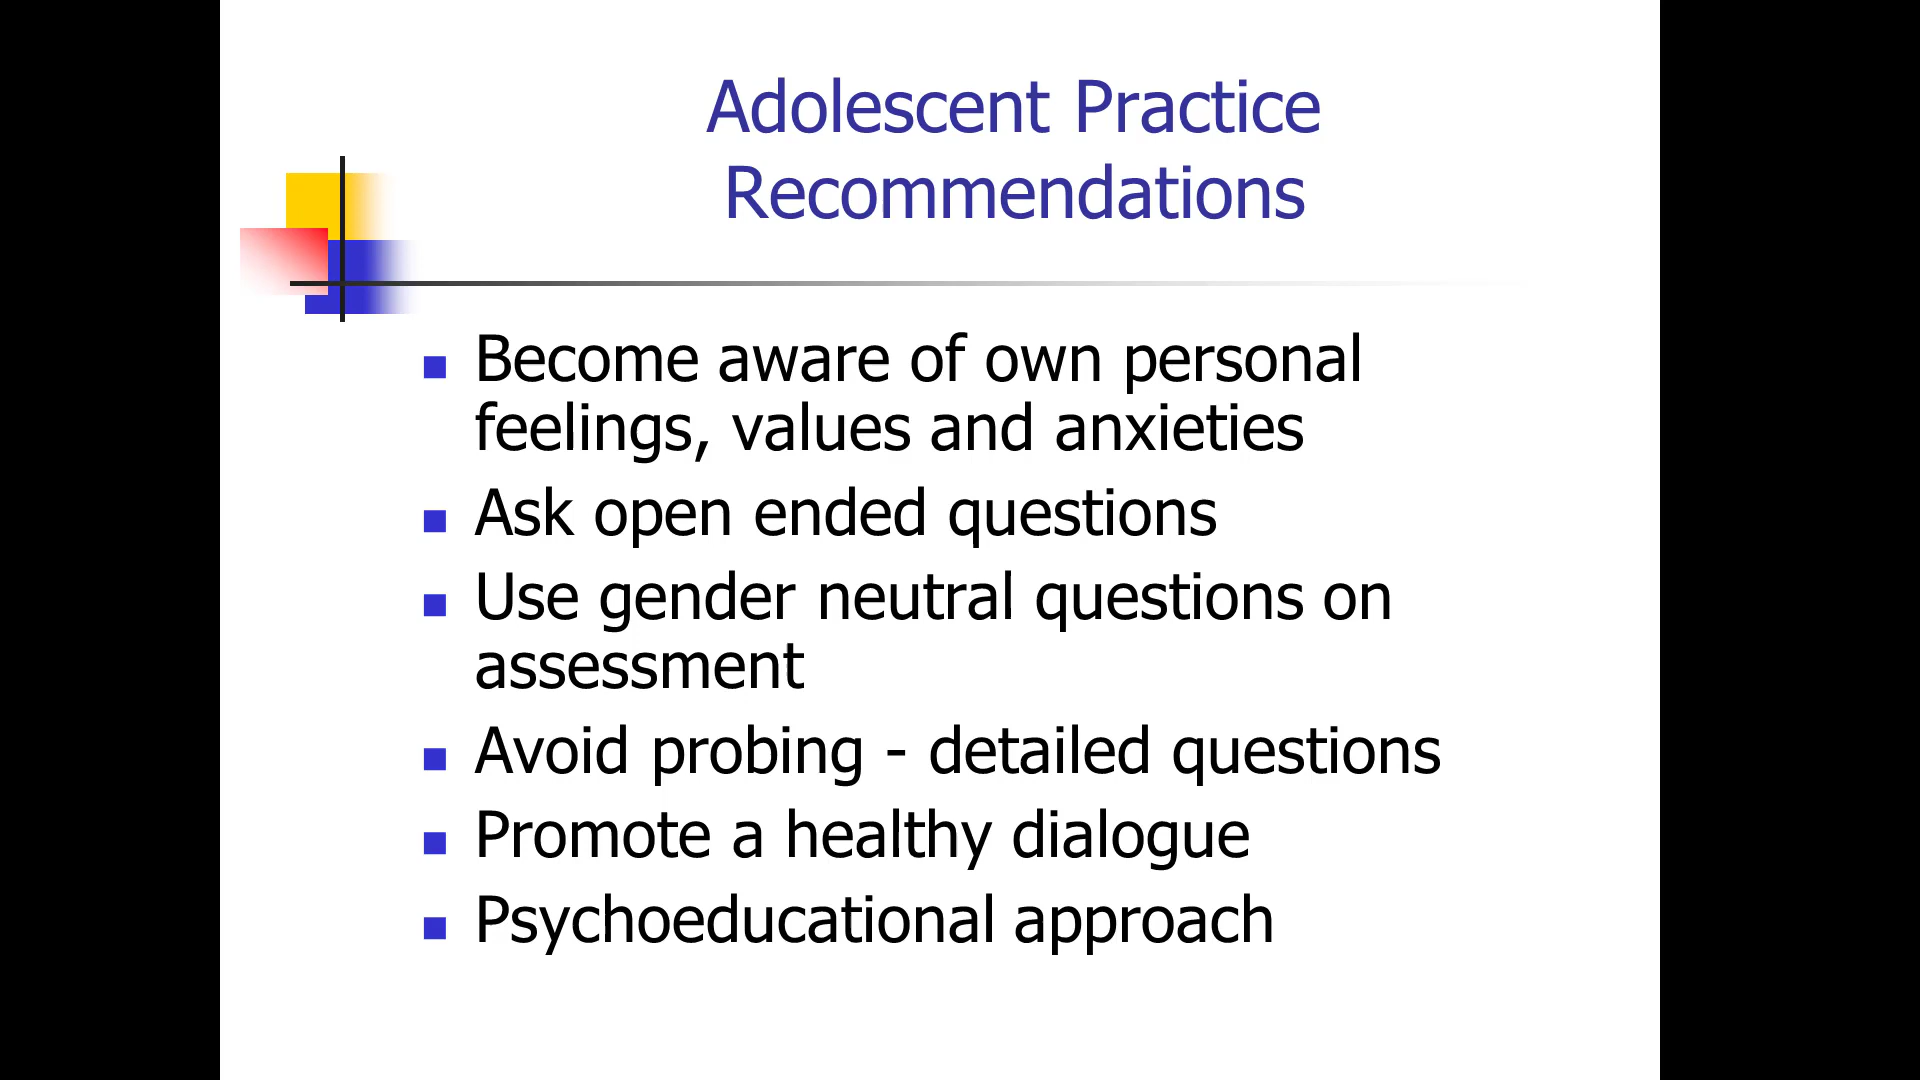 Adolescent Practice
Recommendations
Become aware of own personal
feelings, values and anxieties
Ask open ended questions
Use gender neutral questions on
assessment
Avoid probing - detailed questions
Promote a healthy dialogue
Psychoeducational approach